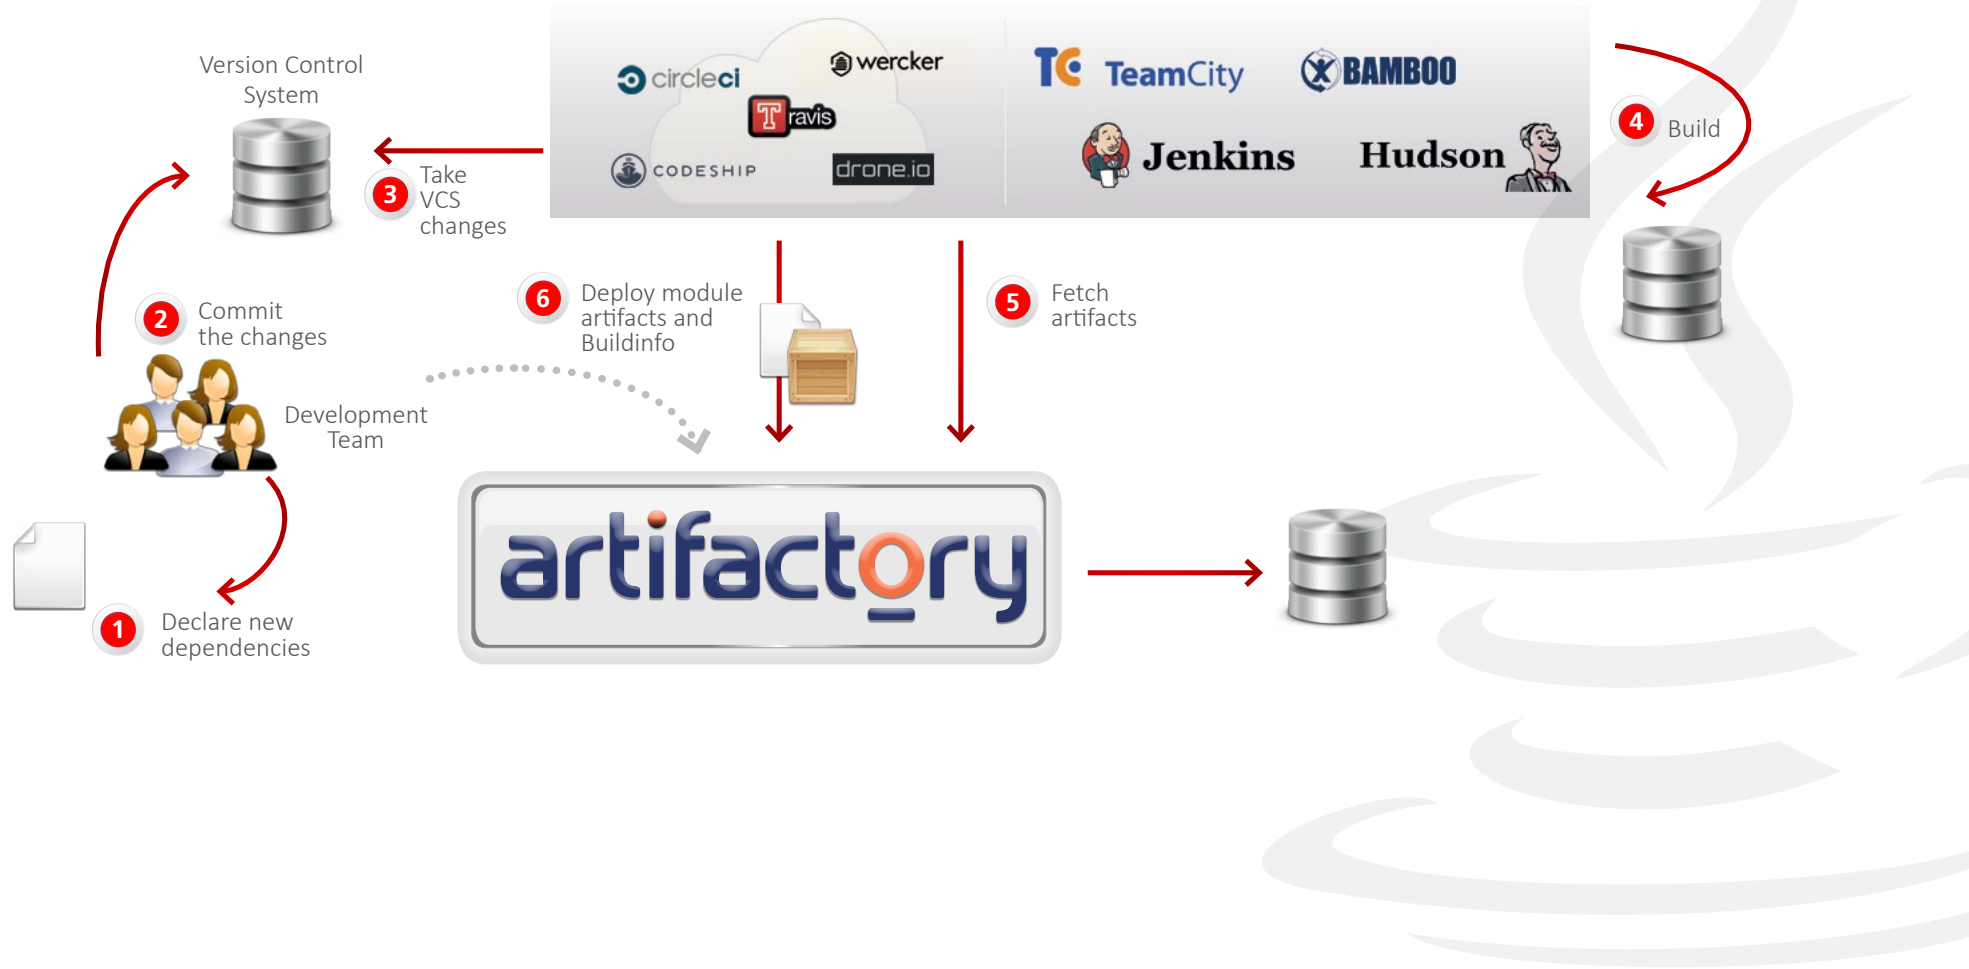 Version Control
System
circleci
wercker
Travis
CODESHIP
drone.io
TC TeamCity
BAMBOO
Jenkins
Hudson
4 Build
3 Take
VCS
changes
2 Commit
the changes
6 Deploy module
artifacts and
Buildinfo
5 Fetch
artifacts
Development
Team
artifactory
1 Declare new
dependencies